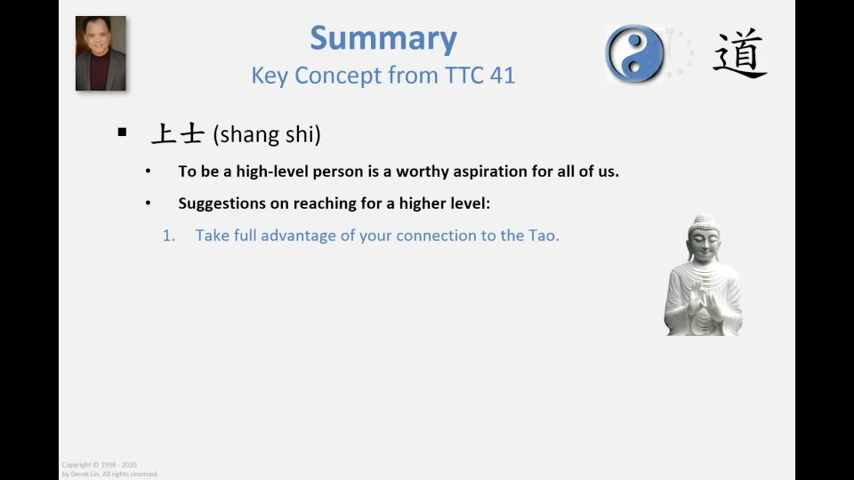 Summary
Key Concept from TTC 41
道
▪ 上士 (shang shi)
• To be a high-level person is a worthy aspiration for all of us.
• Suggestions on reaching for a higher level:
1. Take full advantage of your connection to the Tao.
Copyright © 1998 - 2020
by Derek Lin. All rights reserved.